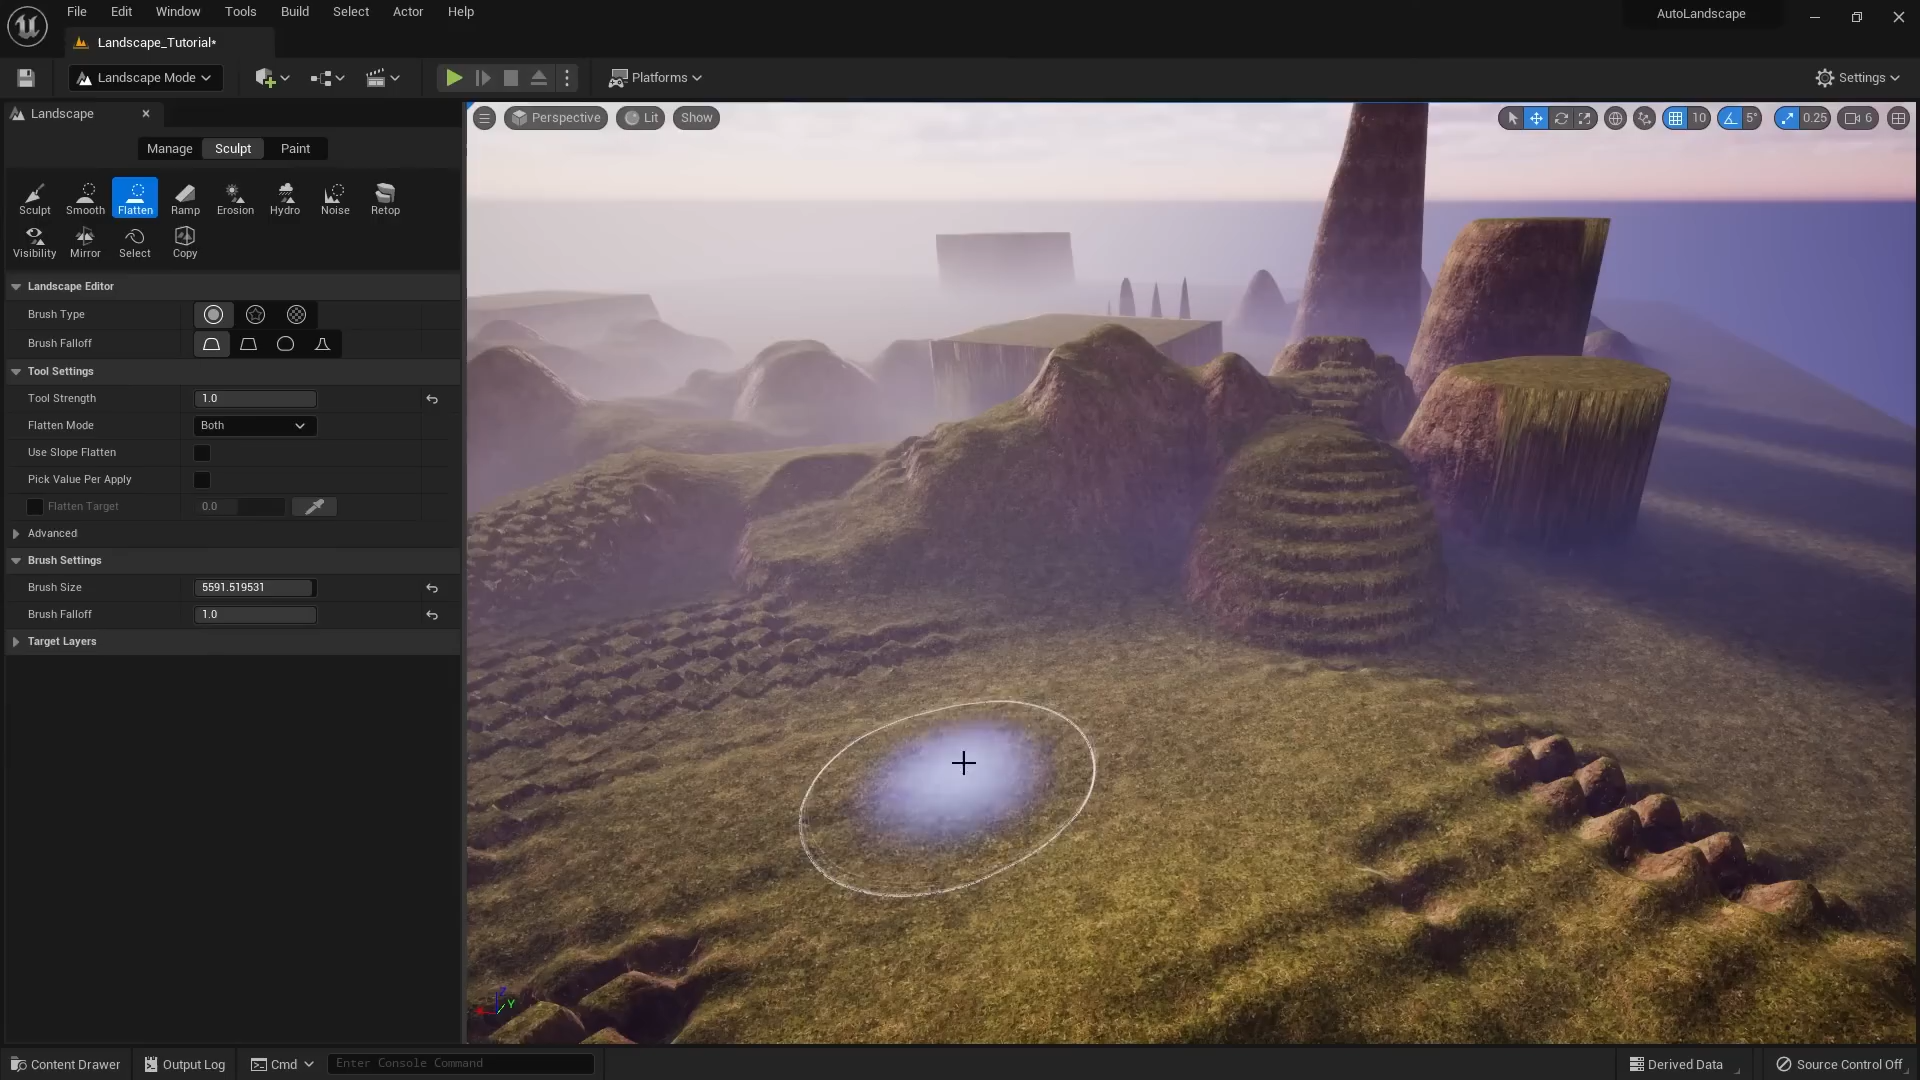 File Edit Window Tools Build Select Actor Help
AutoLandscape
Landscape_Tutorial*
Landscape Mode
Platforms
Settings
Landscape
Perspective Lit Show
10 5° 0.25 6
Manage Sculpt Paint
Sculpt Smooth Flatten Ramp Erosion Hydro Noise Retop
Visibility Mirror Select Copy
Landscape Editor
Brush Type
Brush Falloff
Tool Settings
Tool Strength 1.0
Flatten Mode Both
Use Slope Flatten
Pick Value Per Apply
Flatten Target 0.0
Advanced
Brush Settings
Brush Size 5591.519531
Brush Falloff 1.0
Target Layers
Z
Y
Content Drawer Output Log Cmd Enter Console Command Derived Data Source Control Off